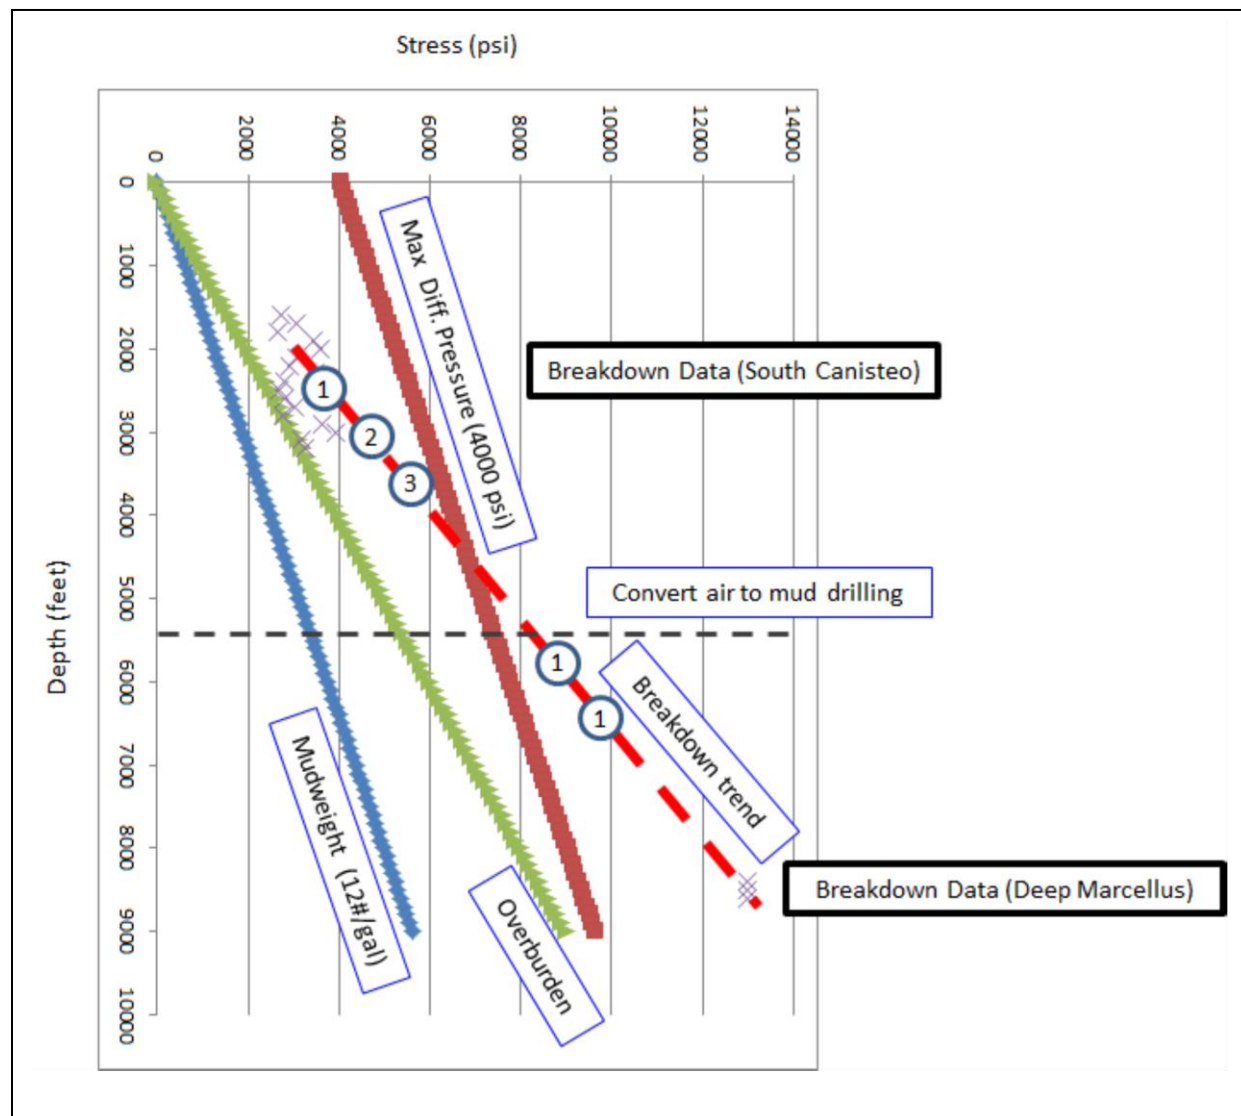 Stress (psi)
0
2000
4000
6000
8000
10000
12000
14000
Depth (feet)
0
1000
2000
3000
4000
5000
6000
7000
8000
9000
10000
Max Diff. Pressure (4000 psi)
Breakdown Data (South Canisteo)
1
2
3
Convert air to mud drilling
1
1
Breakdown trend
Mudweight (12#/gal)
Overburden
Breakdown Data (Deep Marcellus)